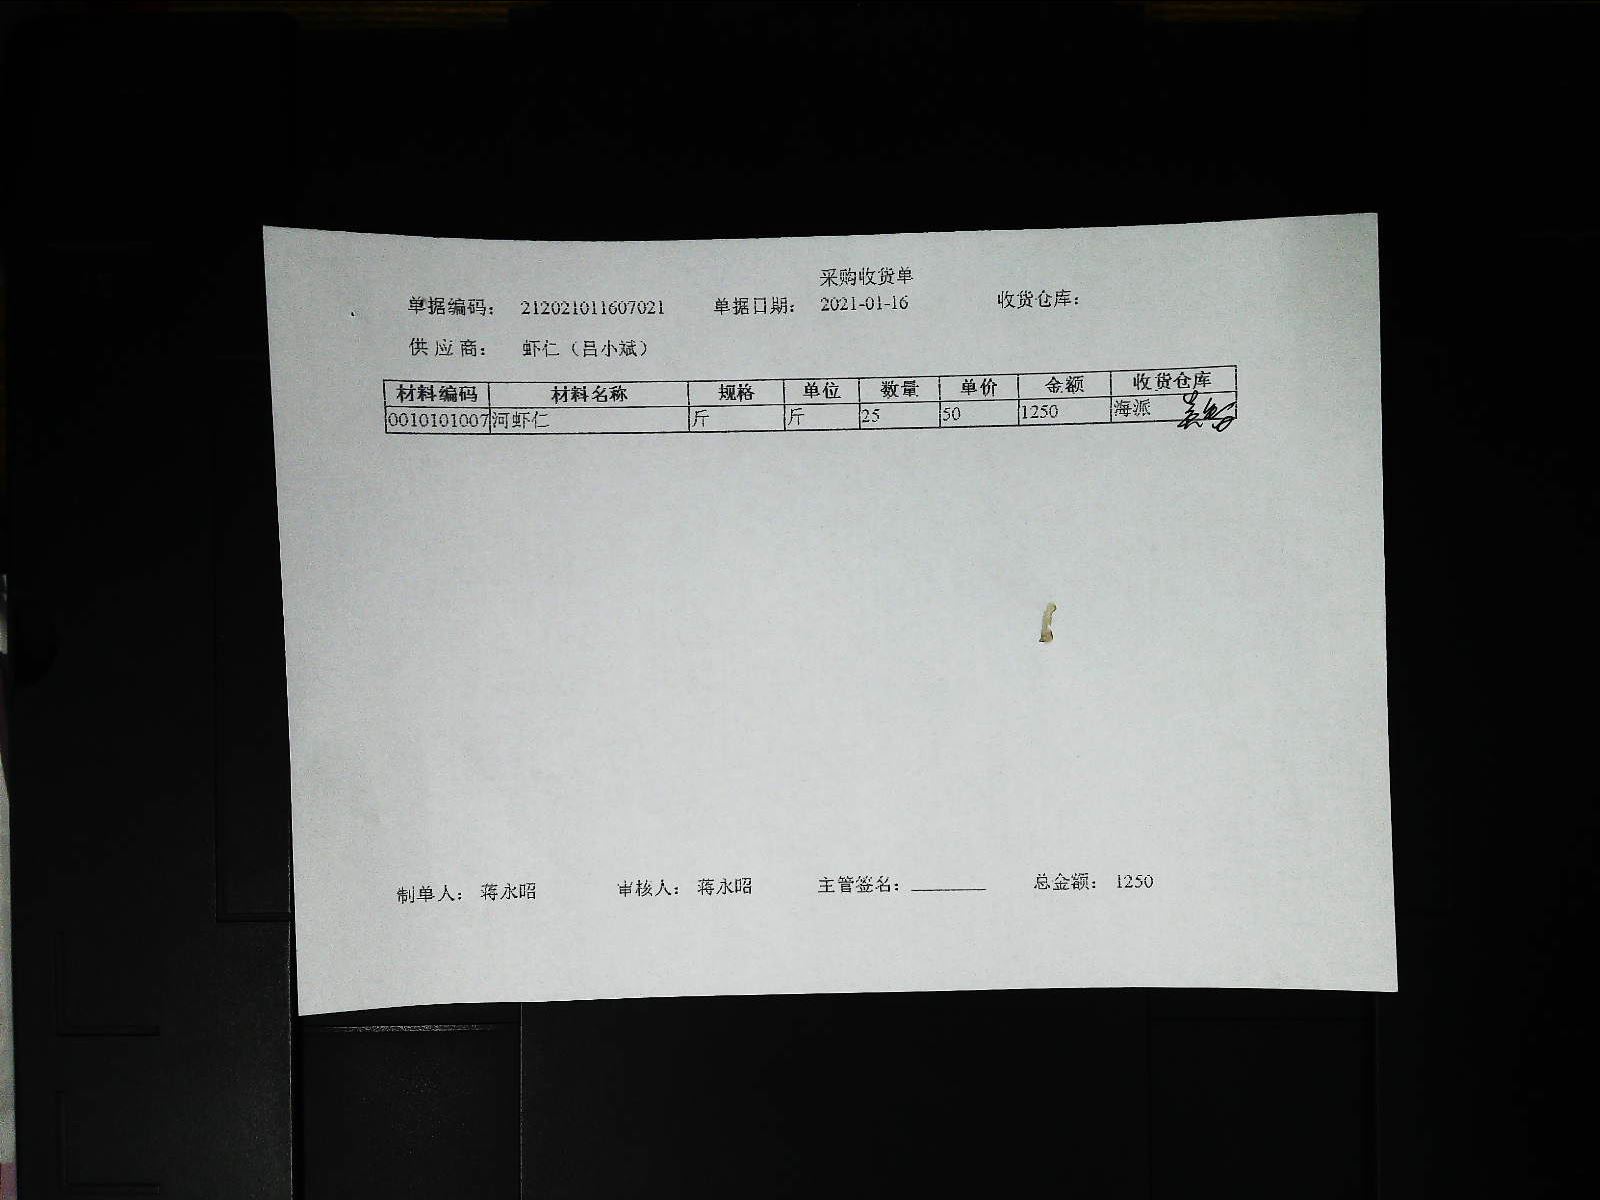 采购收货单
单据编码： 212021011607021 单据日期： 2021-01-16 收货仓库：
供应商： 虾仁（吕小斌）
材料编码 材料名称 规格 单位 数量 单价 金额 收货仓库
0010101007 河虾仁 斤 斤 25 50 1250 海派
制单人： 蒋永昭 审核人： 蒋永昭 主管签名：________ 总金额： 1250